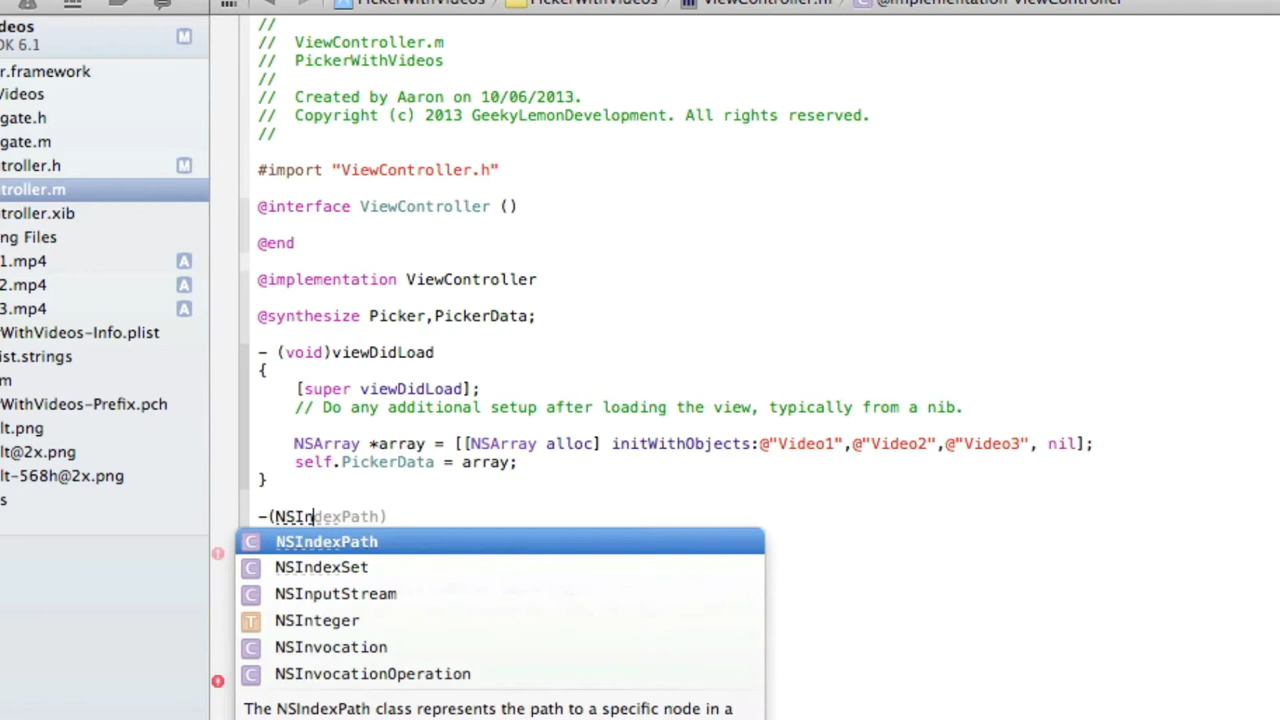 PickerWithVideos PickerWithVideos ViewController.m @implementation ViewController
deos
DK 6.1
M
r.framework
Videos
gate.h
gate.m
troller.h
M
troller.m
troller.xib
ng Files
1.mp4
A
2.mp4
A
3.mp4
A
WithVideos-Info.plist
ist.strings
m
WithVideos-Prefix.pch
lt.png
lt@2x.png
lt-568h@2x.png
s
//
// ViewController.m
// PickerWithVideos
//
// Created by Aaron on 10/06/2013.
// Copyright (c) 2013 GeekyLemonDevelopment. All rights reserved.
//
#import "ViewController.h"
@interface ViewController ()
@end
@implementation ViewController
@synthesize Picker,PickerData;
- (void)viewDidLoad
{
[super viewDidLoad];
// Do any additional setup after loading the view, typically from a nib.
NSArray *array = [[NSArray alloc] initWithObjects:@"Video1",@"Video2",@"Video3", nil];
self.PickerData = array;
}
-(NSIndexPath)
C NSIndexPath
C NSIndexSet
C NSInputStream
T NSInteger
C NSInvocation
C NSInvocationOperation
The NSIndexPath class represents the path to a specific node in a